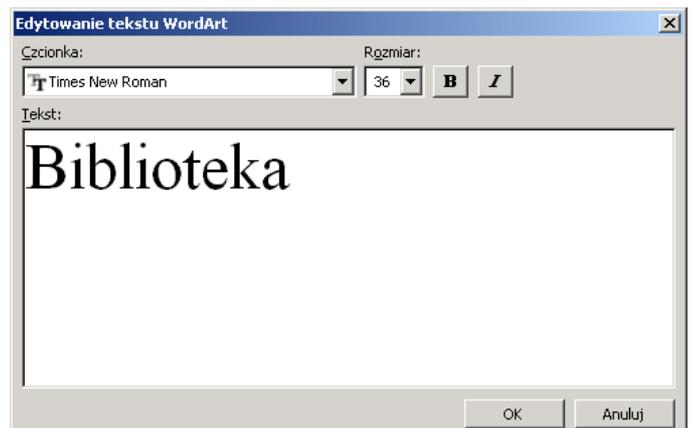 Edytowanie tekstu WordArt
Czcionka: Rozmiar:
Times New Roman 36 B I
Tekst:
Biblioteka
OK Anuluj